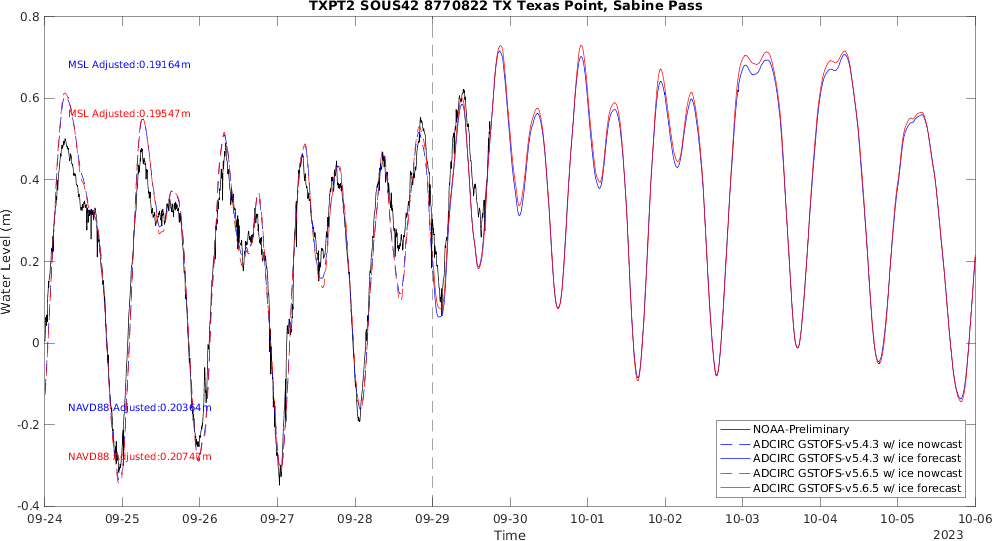 TXPT2 SOUS42 8770822 TX Texas Point, Sabine Pass
0.8
0.6
0.4
0.2
0
-0.2
-0.4
Water Level (m)
MSL Adjusted:0.19164m
MSL Adjusted:0.19547m
NAVD88 Adjusted:0.20364m
NAVD88 Adjusted:0.20747m
NOAA-Preliminary
ADCIRC GSTOFS-v5.4.3 w/ ice nowcast
ADCIRC GSTOFS-v5.4.3 w/ ice forecast
ADCIRC GSTOFS-v5.6.5 w/ ice nowcast
ADCIRC GSTOFS-v5.6.5 w/ ice forecast
09-24 09-25 09-26 09-27 09-28 09-29 09-30 10-01 10-02 10-03 10-04 10-05 10-06
Time
2023